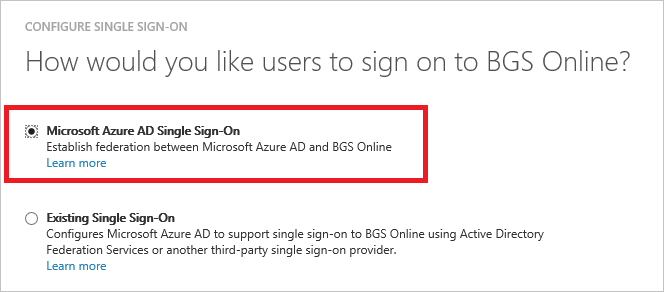 CONFIGURE SINGLE SIGN-ON
How would you like users to sign on to BGS Online?
Microsoft Azure AD Single Sign-On
Establish federation between Microsoft Azure AD and BGS Online
Learn more
Existing Single Sign-On
Configures Microsoft Azure AD to support single sign-on to BGS Online using Active Directory
Federation Services or another third-party single sign-on provider.
Learn more